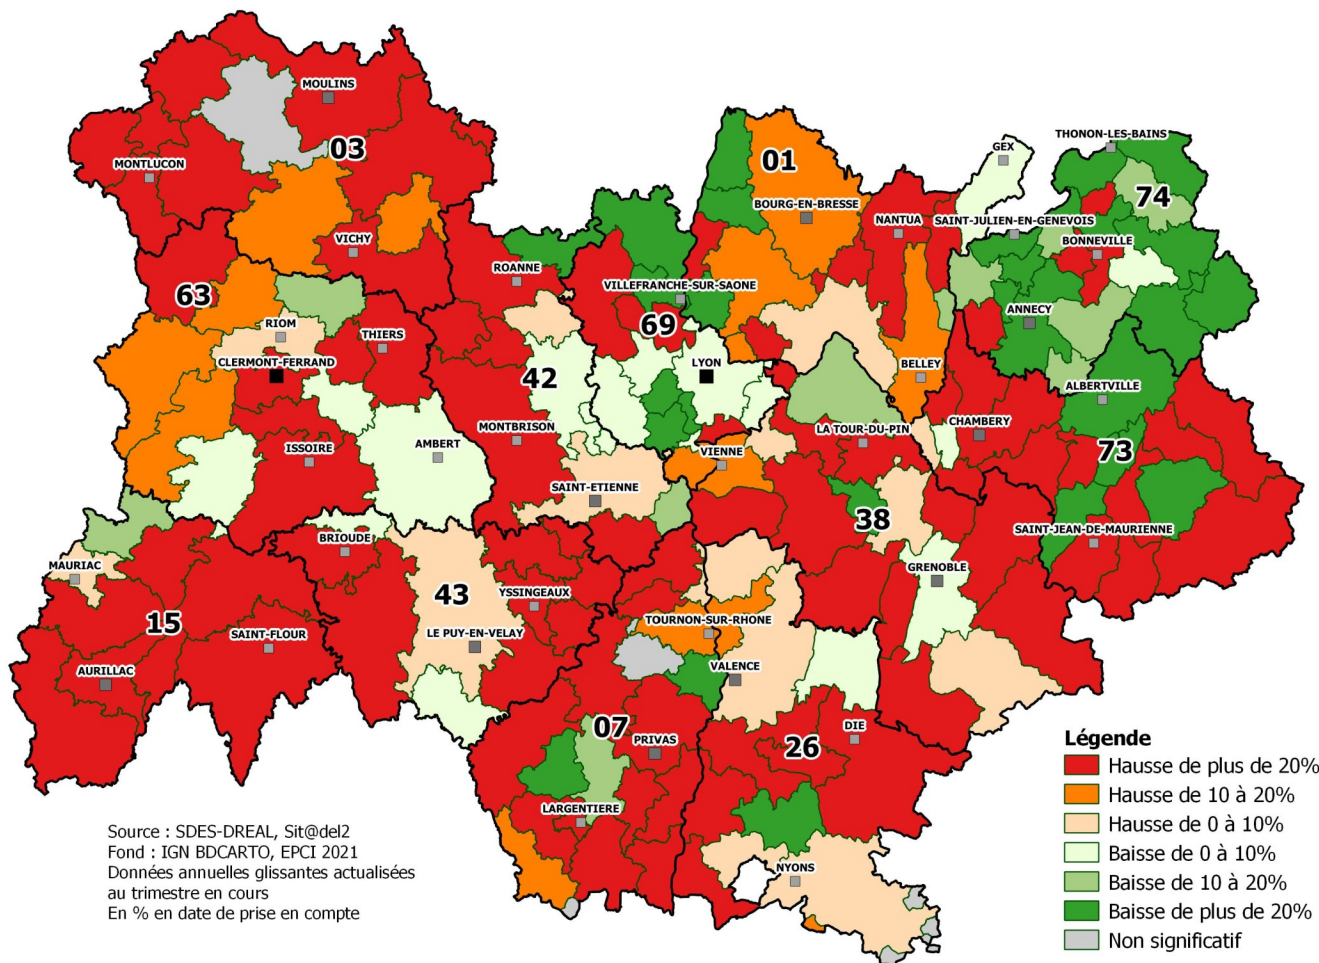 MOULINS
03
MONTLUCON
VICHY
63
RIOM
CLERMONT-FERRAND
THIERS
ISSOIRE
AMBERT
ROANNE
42
MONTBRISON
SAINT-ETIENNE
VILLEFRANCHE-SUR-SAONE
69
LYON
01
BOURG-EN-BRESSE
NANTUA
BELLEY
GEX
THONON-LES-BAINS
74
SAINT-JULIEN-EN-GENEVOIS
BONNEVILLE
ANNECY
ALBERTVILLE
CHAMBERY
73
SAINT-JEAN-DE-MAURIENNE
LA TOUR-DU-PIN
VIENNE
38
GRENOBLE
MAURIAC
15
AURILLAC
SAINT-FLOUR
BRIOUDE
43
YSSINGEAUX
LE PUY-EN-VELAY
TOURNON-SUR-RHONE
VALENCE
07
PRIVAS
LARGENTIERE
26
DIE
NYONS
Légende
Hausse de plus de 20%
Hausse de 10 à 20%
Hausse de 0 à 10%
Baisse de 0 à 10%
Baisse de 10 à 20%
Baisse de plus de 20%
Non significatif
Source : SDES-DREAL, Sit@del2
Fond : IGN BDCARTO, EPCI 2021
Données annuelles glissantes actualisées
au trimestre en cours
En % en date de prise en compte